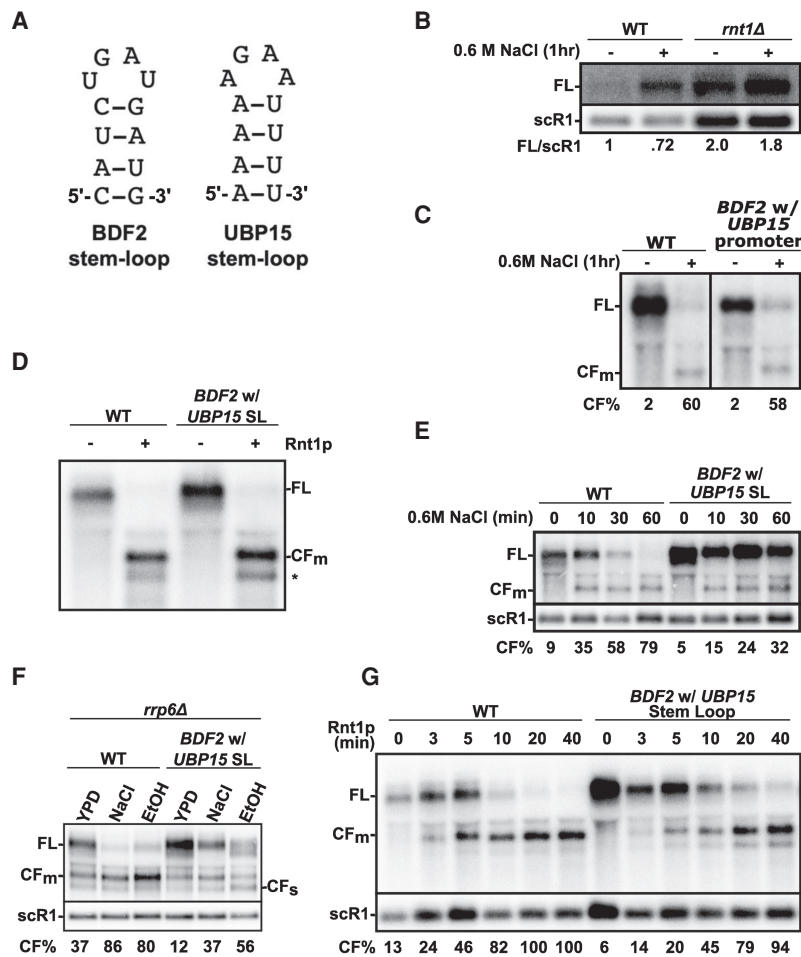 A
G A
U U
C–G
U A
A U
5'-C–G-3'
BDF2
stem-loop
G A
A A
A–U
A–U
A U
5'-A–U-3'
UBP15
stem-loop
B
WT rnt1Δ
0.6 M NaCl (1hr) - + - +
FL-
scR1-
FL/scR1 1 .72 2.0 1.8
C
BDF2 w/
UBP15
promoter
WT
0.6M NaCl (1hr) - + - +
FL-
CFm-
CF% 2 60 2 58
D
BDF2 w/
UBP15 SL
WT
- + - + Rnt1p
-FL
-CFm
*
E
BDF2 w/
UBP15 SL
WT
0.6M NaCl (min) 0 10 30 60 0 10 30 60
FL-
CFm-
scR1-
CF% 9 35 58 79 5 15 24 32
F
rrp6Δ
BDF2 w/
UBP15 SL
WT
YPD NaCl EtOH YPD NaCl EtOH
FL-
CFm-
-CFs
scR1-
CF% 37 86 80 12 37 56
G
BDF2 w/ UBP15
Stem Loop
WT
Rnt1p
(min) 0 3 5 10 20 40 0 3 5 10 20 40
FL-
CFm-
scR1-
CF% 13 24 46 82 100 100 6 14 20 45 79 94